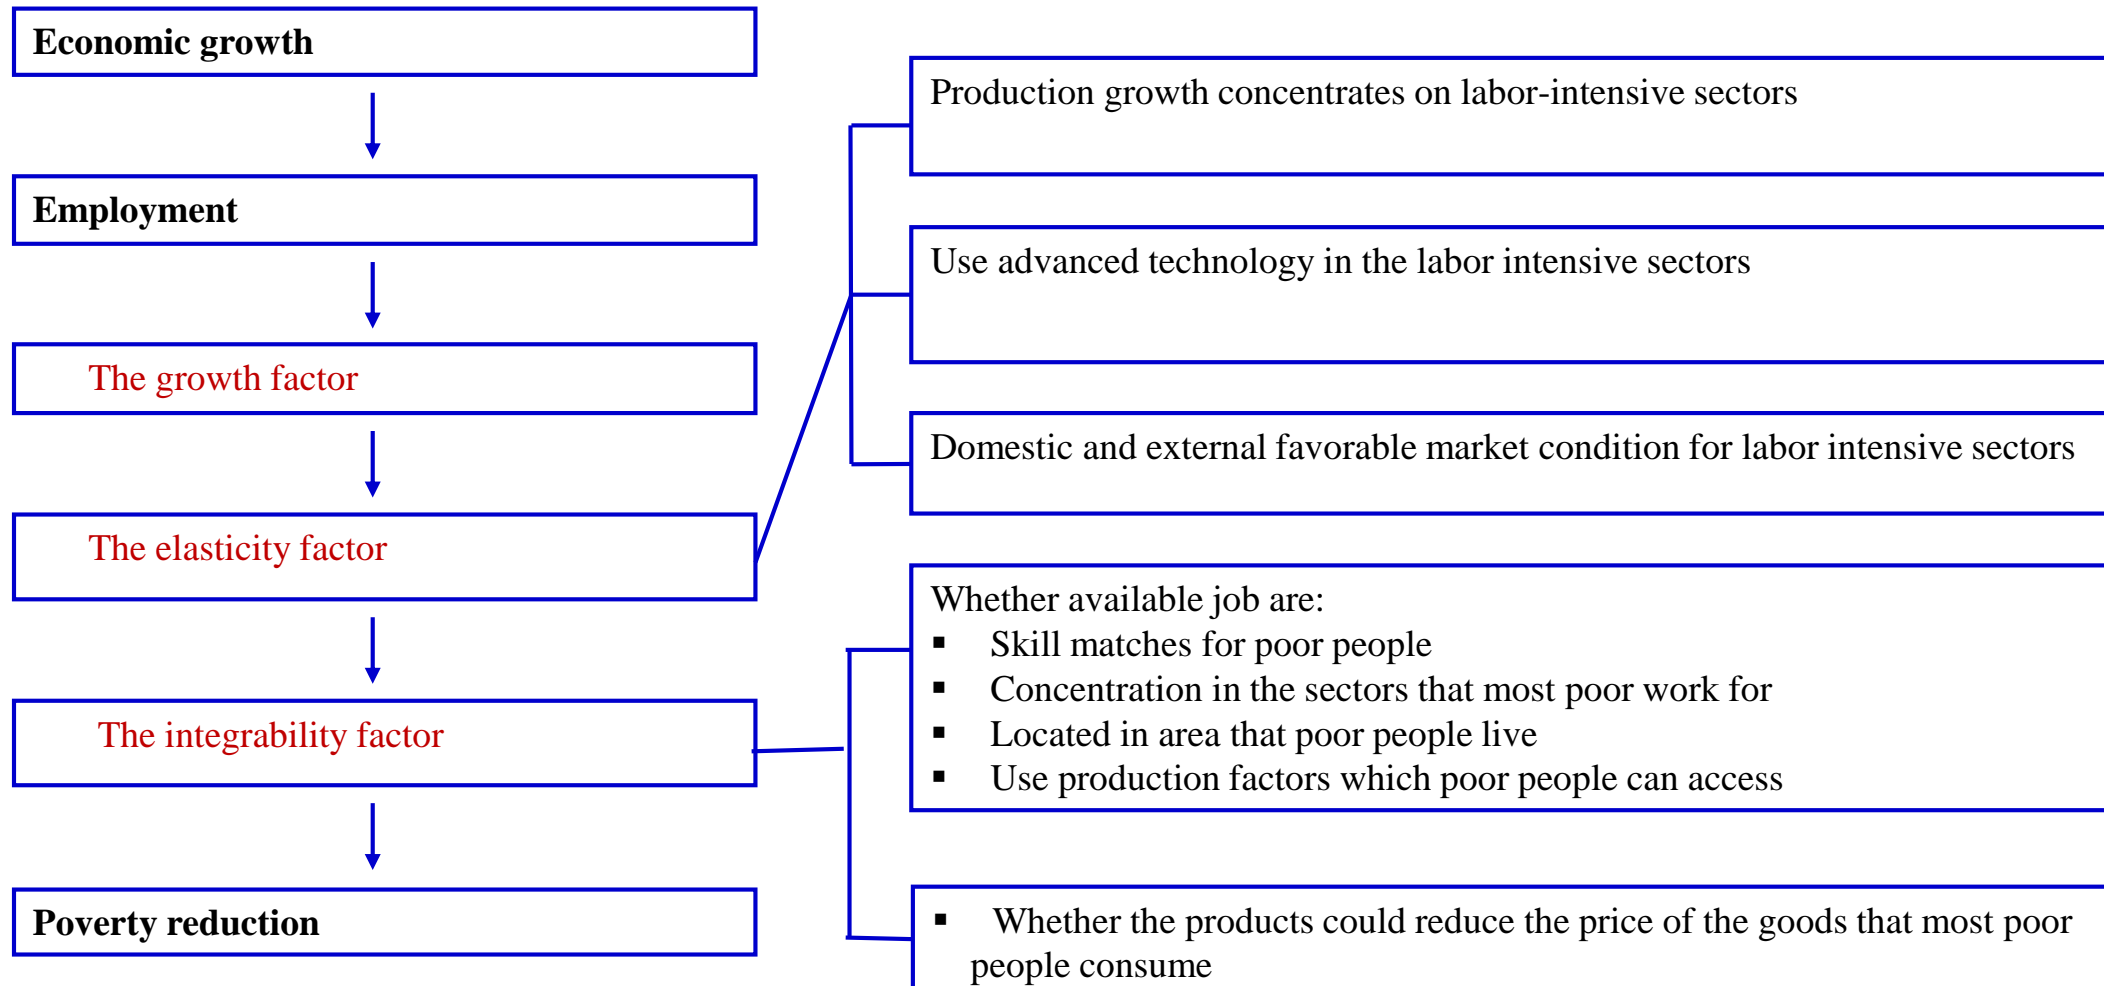 Economic growth
Employment
The growth factor
The elasticity factor
The integrability factor
Poverty reduction
Production growth concentrates on labor-intensive sectors
Use advanced technology in the labor intensive sectors
Domestic and external favorable market condition for labor intensive sectors
Whether available job are:
▪ Skill matches for poor people
▪ Concentration in the sectors that most poor work for
▪ Located in area that poor people live
▪ Use production factors which poor people can access
▪ Whether the products could reduce the price of the goods that most poor
people consume